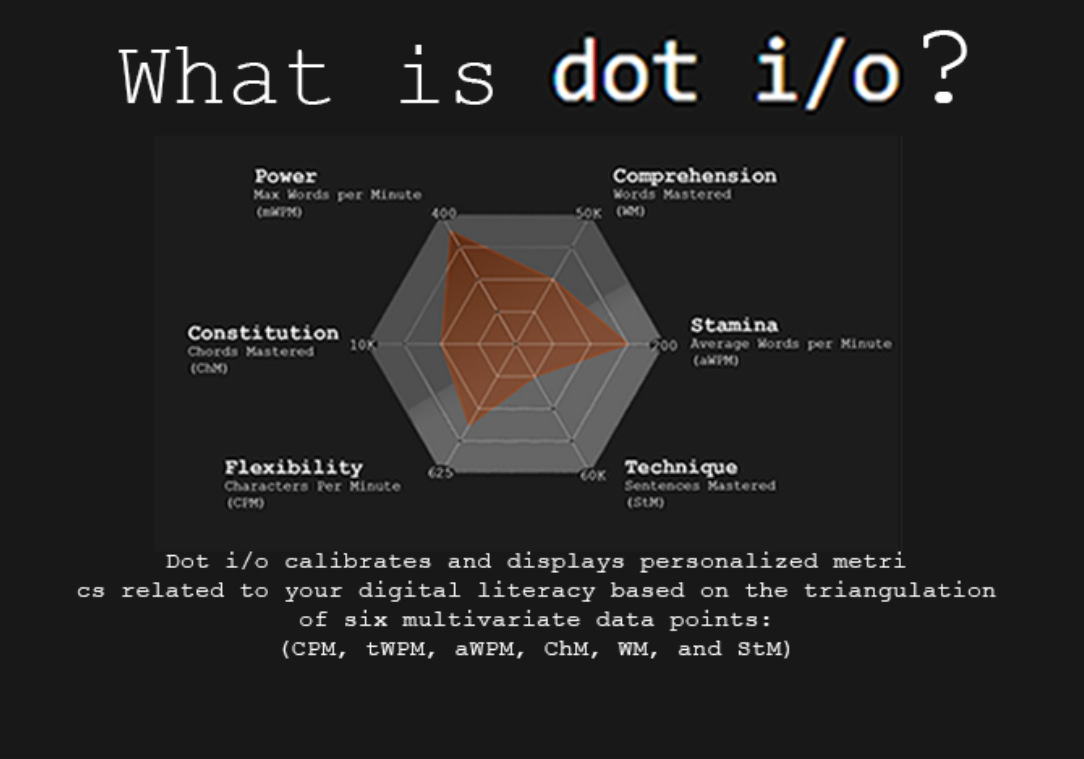 What is dot i/o?
Power
Max Words per Minute
(mWPM)
Comprehension
Words Mastered
(WM)
400
50K
Constitution
Chords Mastered
(ChM)
10K
200
Stamina
Average Words per Minute
(aWPM)
Flexibility
Characters Per Minute
(CPM)
625
60K
Technique
Sentences Mastered
(StM)
Dot i/o calibrates and displays personalized metri
cs related to your digital literacy based on the triangulation
of six multivariate data points:
(CPM, tWPM, aWPM, ChM, WM, and StM)